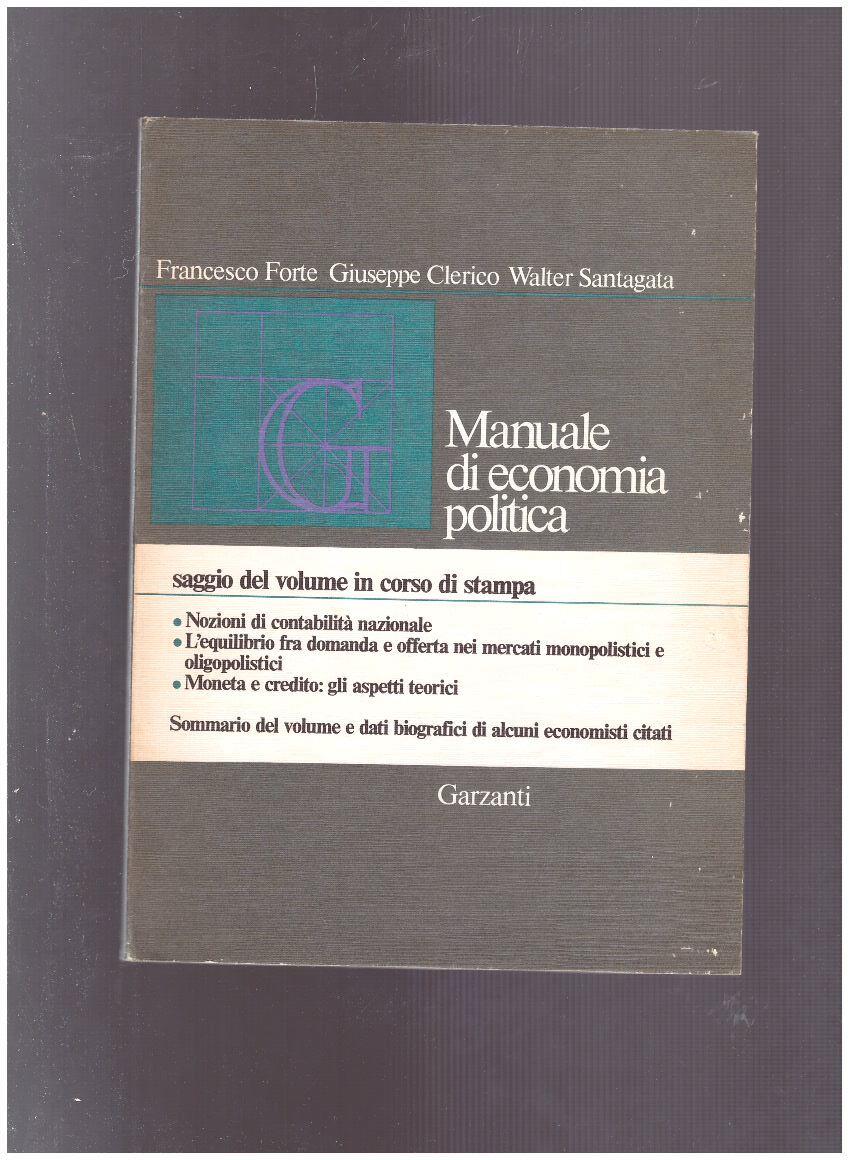 Francesco Forte Giuseppe Clerico Walter Santagata
G
Manuale
di economia
politica
saggio del volume in corso di stampa
• Nozioni di contabilità nazionale
• L'equilibrio fra domanda e offerta nei mercati monopolistici e
oligopolistici
• Moneta e credito: gli aspetti teorici
Sommario del volume e dati biografici di alcuni economisti citati
Garzanti